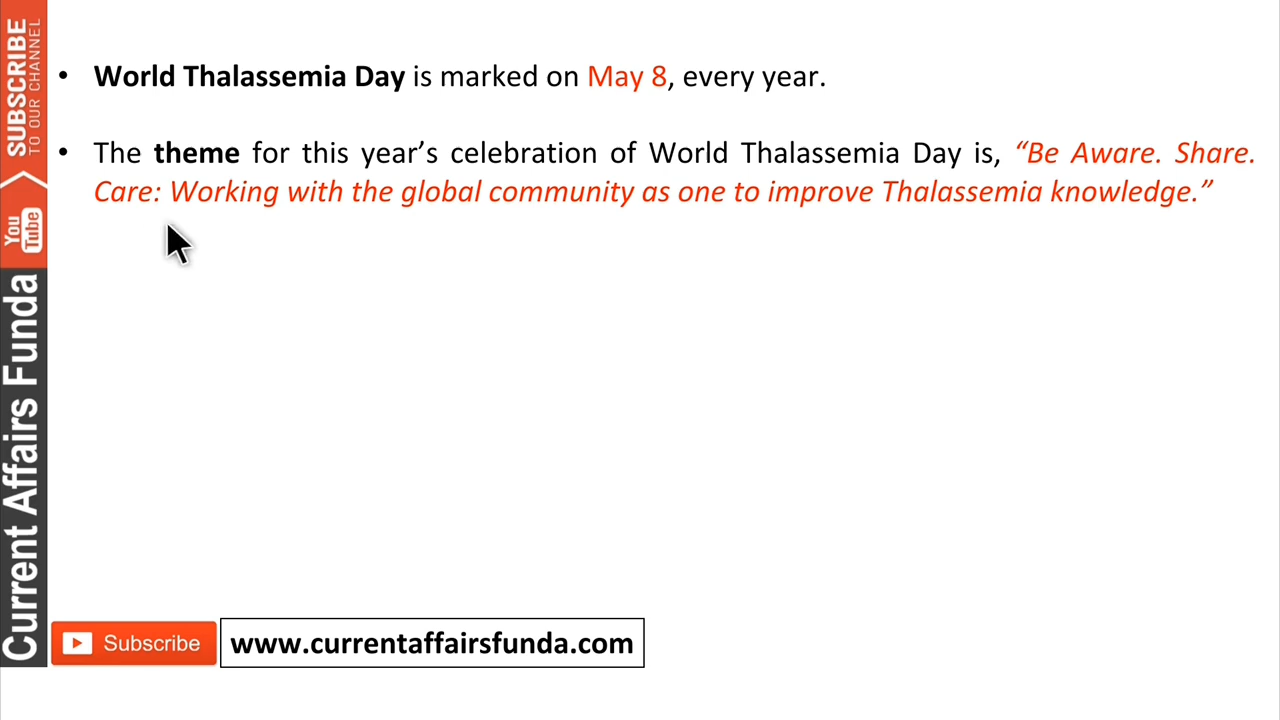 SUBSCRIBE
TO OUR CHANNEL
You
Tube
Current Affairs Funda
• World Thalassemia Day is marked on May 8, every year.
• The theme for this year’s celebration of World Thalassemia Day is, “Be Aware. Share.
Care: Working with the global community as one to improve Thalassemia knowledge.”
Subscribe
www.currentaffairsfunda.com